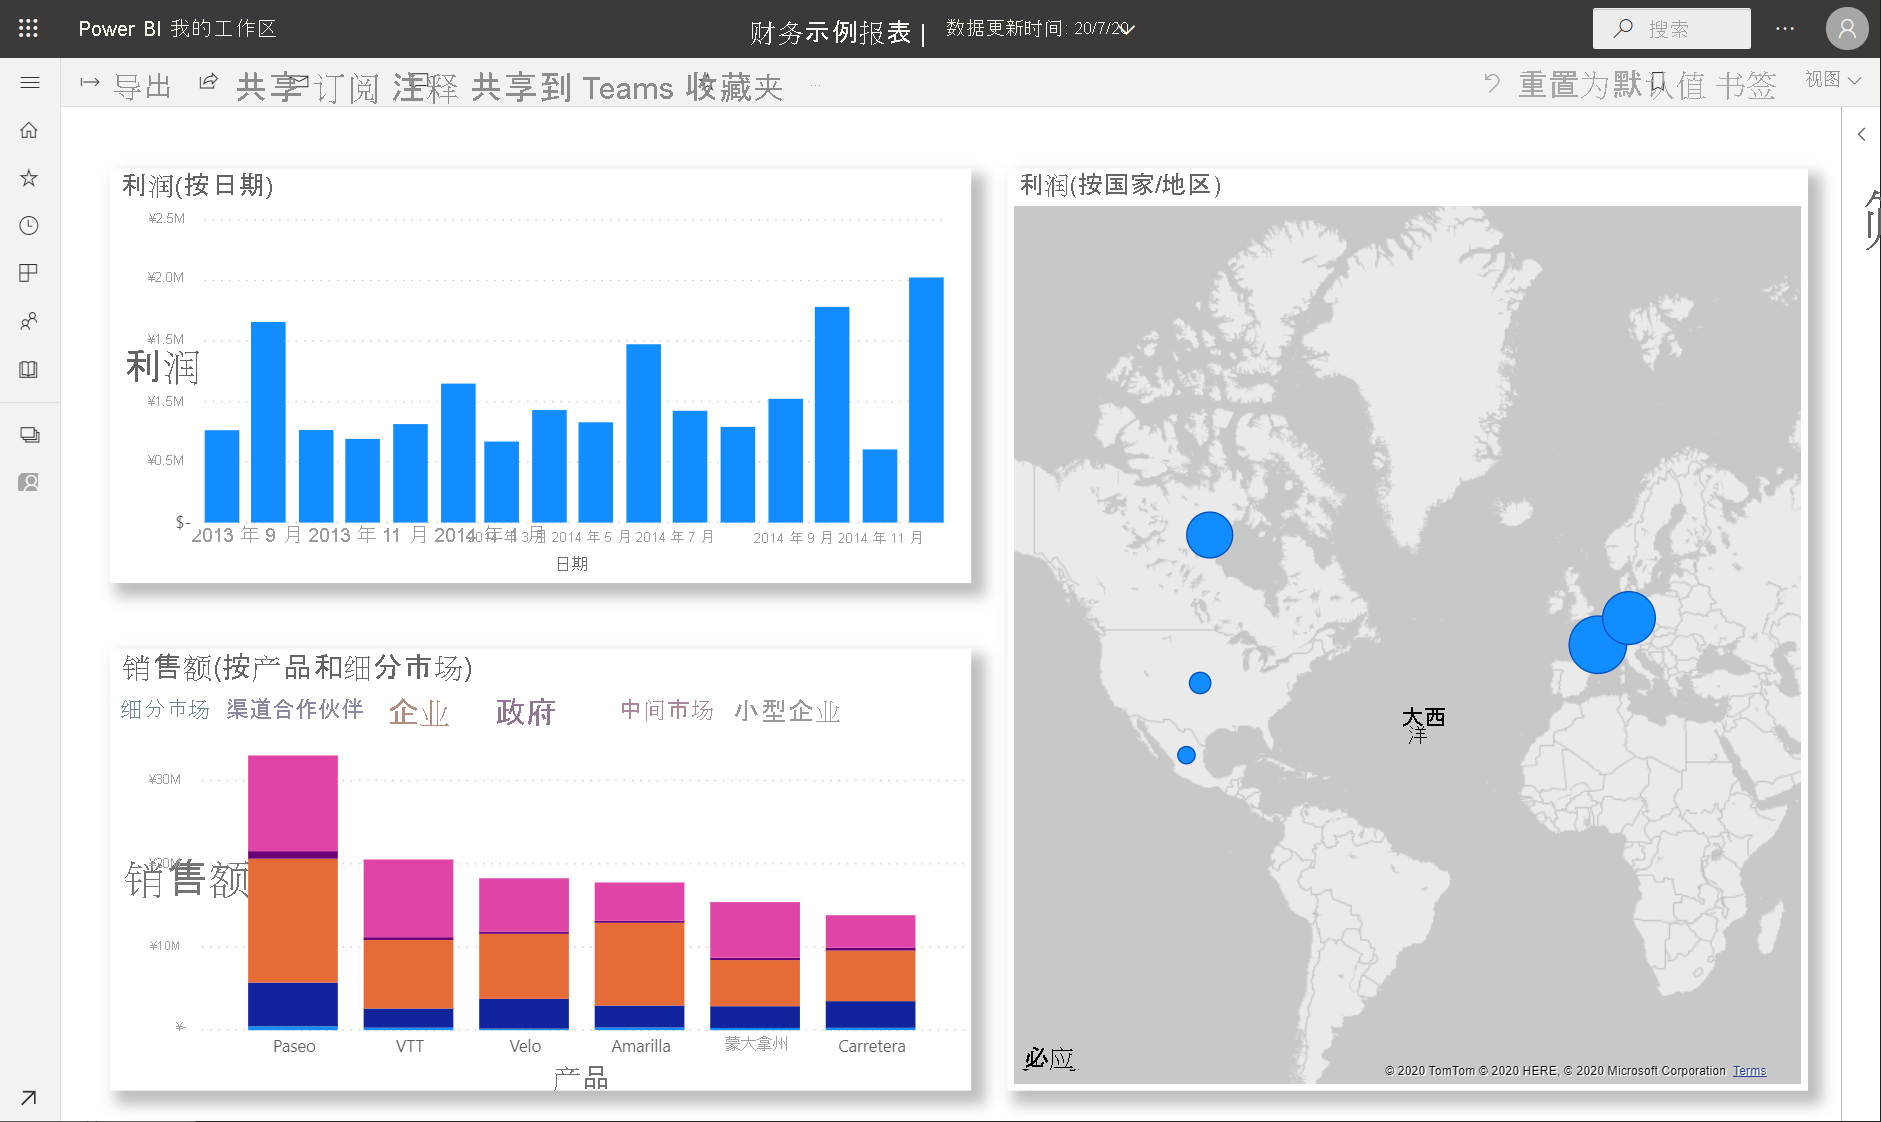 Power BI 我的工作区
财务示例报表 | 数据更新时间: 20/7/20
搜索
导出 共享 订阅 注释 共享到 Teams 收藏夹 ... 重置为默认值 书签 视图
利润(按日期)
¥2.5M
¥2.0M
¥1.5M
利润
¥1.5M
¥0.5M
$-
2013 年 9 月 2013 年 11 月 2014 年 1 月 2014 年 3 月 2014 年 5 月 2014 年 7 月 2014 年 9 月 2014 年 11 月
日期
销售额(按产品和细分市场)
细分市场 渠道合作伙伴 企业 政府 中间市场 小型企业
¥30M
¥20M
销售额
¥10M
¥-
Paseo VTT Velo Amarilla 蒙大拿州 Carretera
产品
利润(按国家/地区)
大西
洋
必应
© 2020 TomTom © 2020 HERE, © 2020 Microsoft Corporation Terms